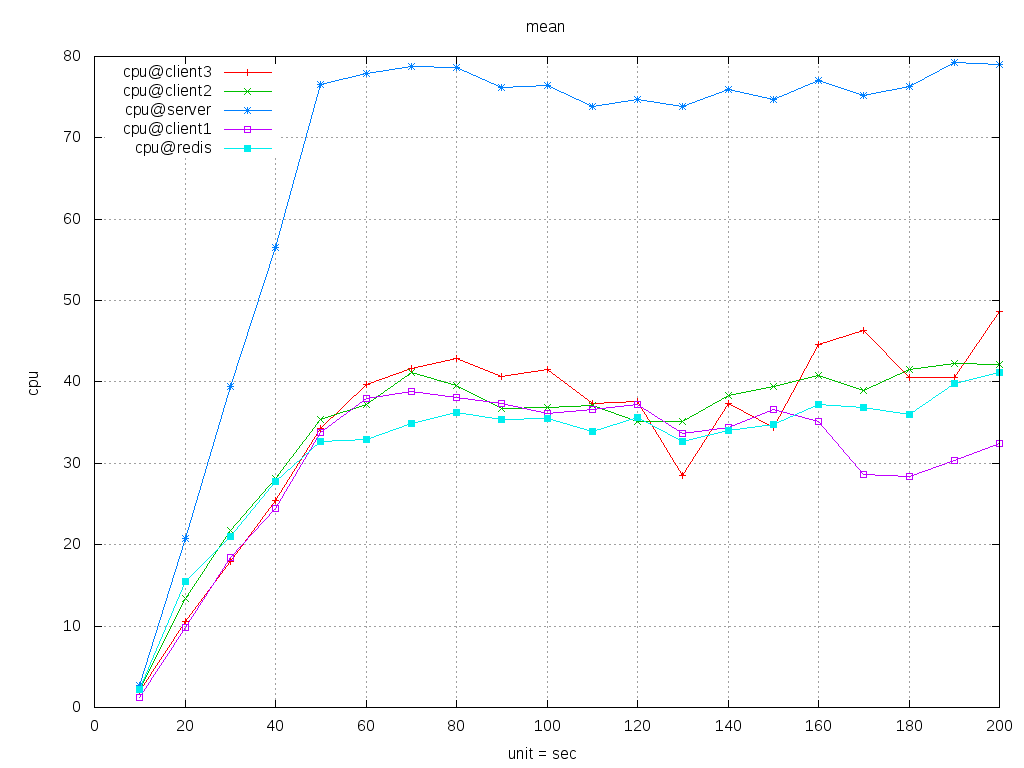 mean
cpu@client3
cpu@client2
cpu@server
cpu@client1
cpu@redis
80
70
60
50
40
30
20
10
0
cpu
0 20 40 60 80 100 120 140 160 180 200
unit = sec